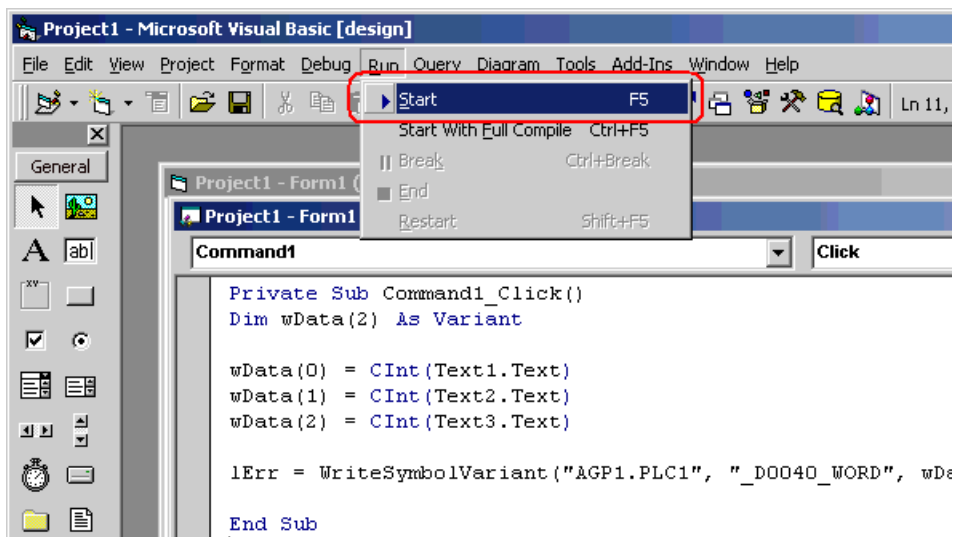 Project1 - Microsoft Visual Basic [design]
File Edit View Project Format Debug Run Query Diagram Tools Add-Ins Window Help
Start F5
Ln 11,
Start With Full Compile Ctrl+F5
General
Break Ctrl+Break
Project1 - Form1 (
End
Project1 - Form1
Restart Shift+F5
A ab|
Command1 Click
xy
Private Sub Command1_Click()
Dim wData(2) As Variant
wData(0) = CInt(Text1.Text)
wData(1) = CInt(Text2.Text)
wData(2) = CInt(Text3.Text)
lErr = WriteSymbolVariant("AGP1.PLC1", "_D0040_WORD", wDa
End Sub